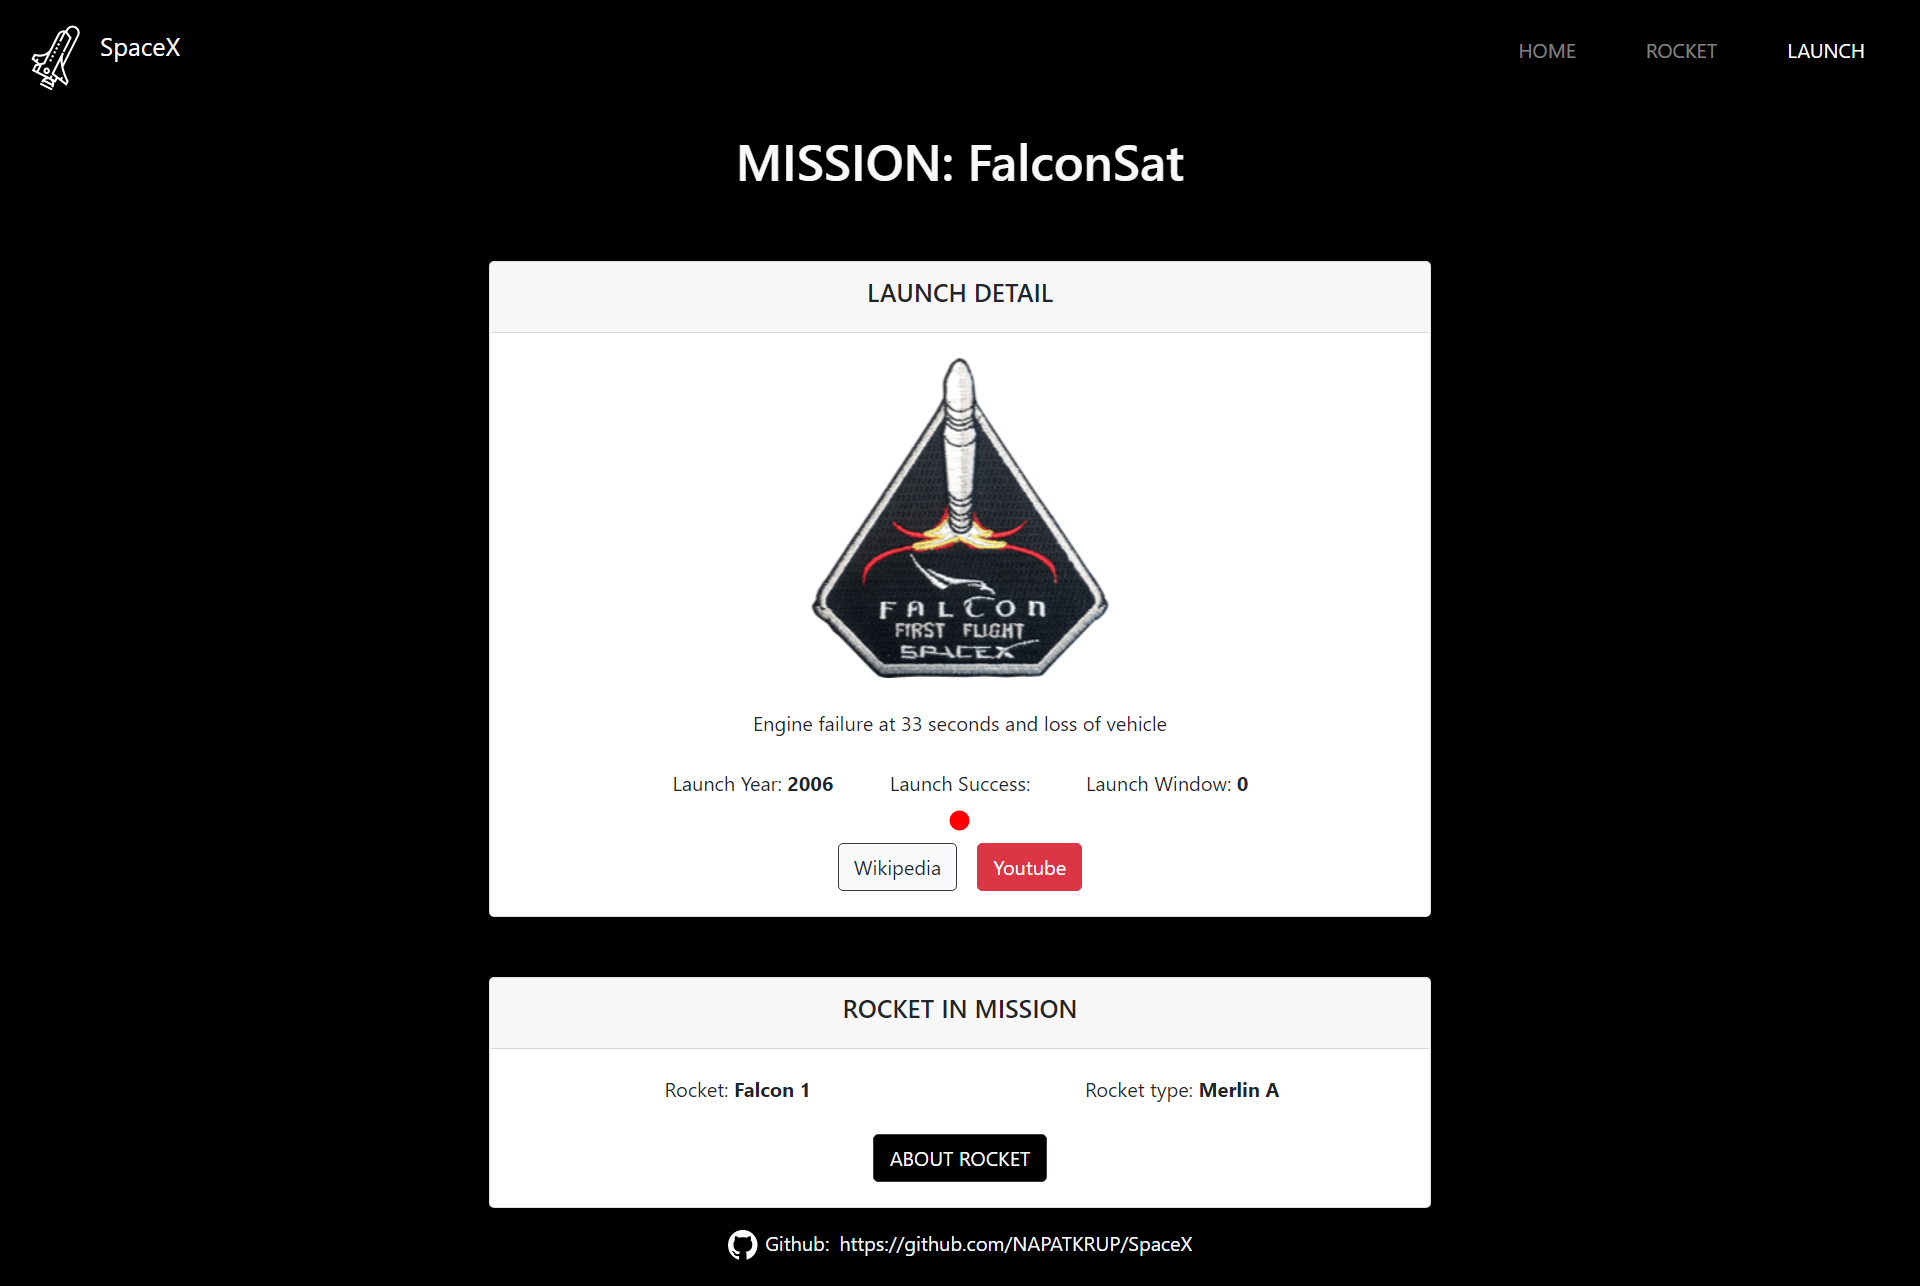 SpaceX
HOME
ROCKET
LAUNCH
MISSION: FalconSat
LAUNCH DETAIL
FALCON
FIRST FLIGHT
SPACEX
Engine failure at 33 seconds and loss of vehicle
Launch Year: 2006
Launch Success:
Launch Window: 0
Wikipedia
Youtube
ROCKET IN MISSION
Rocket: Falcon 1
Rocket type: Merlin A
ABOUT ROCKET
Github: https://github.com/NAPATKRUP/SpaceX